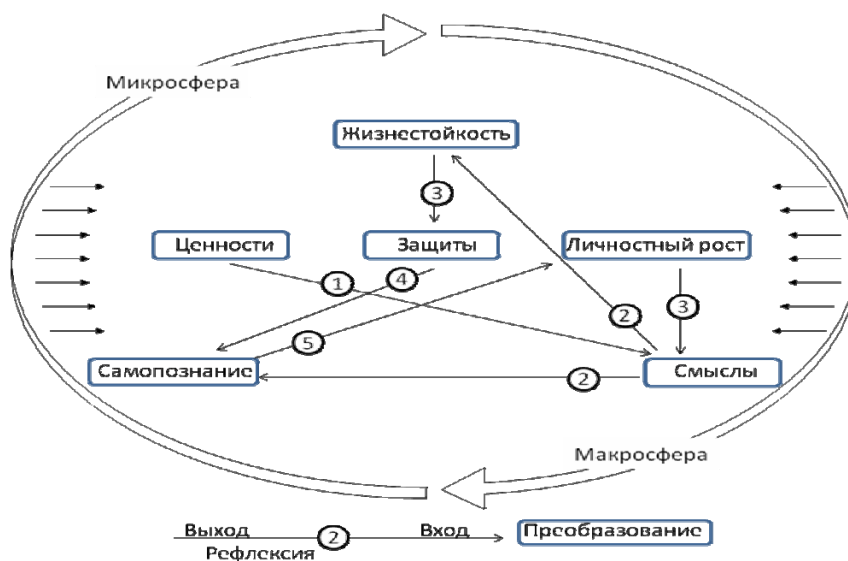 Микросфера
Жизнестойкость
3
Ценности
Защиты
Личностный рост
1
4
2
3
5
Самопознание
2
Смыслы
Макросфера
Выход
2
Вход
Преобразование
Рефлексия